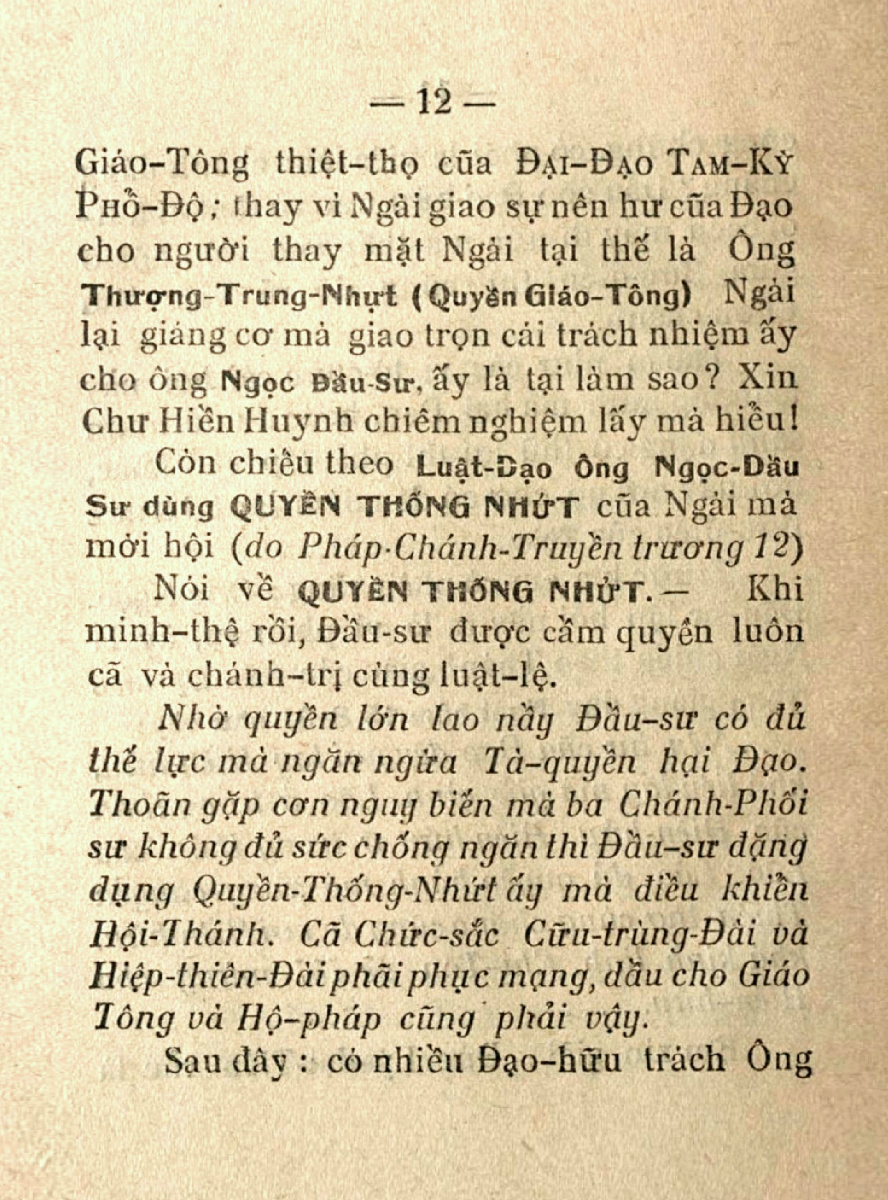 — 12 —
Giáo–Tông thiệt–thọ cũa ĐẠI–ĐẠO TAM–KỲ
PHỔ–ĐỘ; thay vì Ngài giao sự nên hư cũa Đạo
cho người thay mặt Ngài tại thế là Ông
Thượng-Trung-Nhựt (Quyền Giáo-Tông) Ngài
lại giáng cơ mà giao trọn cái trách nhiệm ấy
cho ông Ngọc Đầu-Sư, ấy là tại làm sao? Xin
Chư Hiền Huynh chiêm nghiệm lấy mà hiểu!
Còn chiếu theo Luật-Đạo Ông Ngọc-Đầu
Sư dùng QUYỀN THỐNG NHỨT của Ngài mà
mời hội (do Pháp-Chánh-Truyền trương 12)
Nói về QUYỀN THỐNG NHỨT. — Khi
minh–thệ rồi, Đầu-sư được cầm quyền luôn
cã và chánh–trị cùng luật–lệ.
Nhờ quyền lớn lao nầy Đầu–sư có đủ
thế lực mà ngăn ngừa Tà–quyền hại Đạo.
Thoãn gặp cơn nguy biến mà ba Chánh-Phối
sư không đủ sức chống ngăn thì Đầu–sư đặng
dụng Quyền-Thống-Nhứt ấy mà điều khiền
Hội-Thánh. Cã Chức-sắc Cữu-trùng-Đài và
Hiệp-thiên-Đài phãi phục mạng, dầu cho Giáo
Tông và Hộ–pháp cũng phải vậy.
Sau đây : có nhiều Đạo–hữu trách Ông